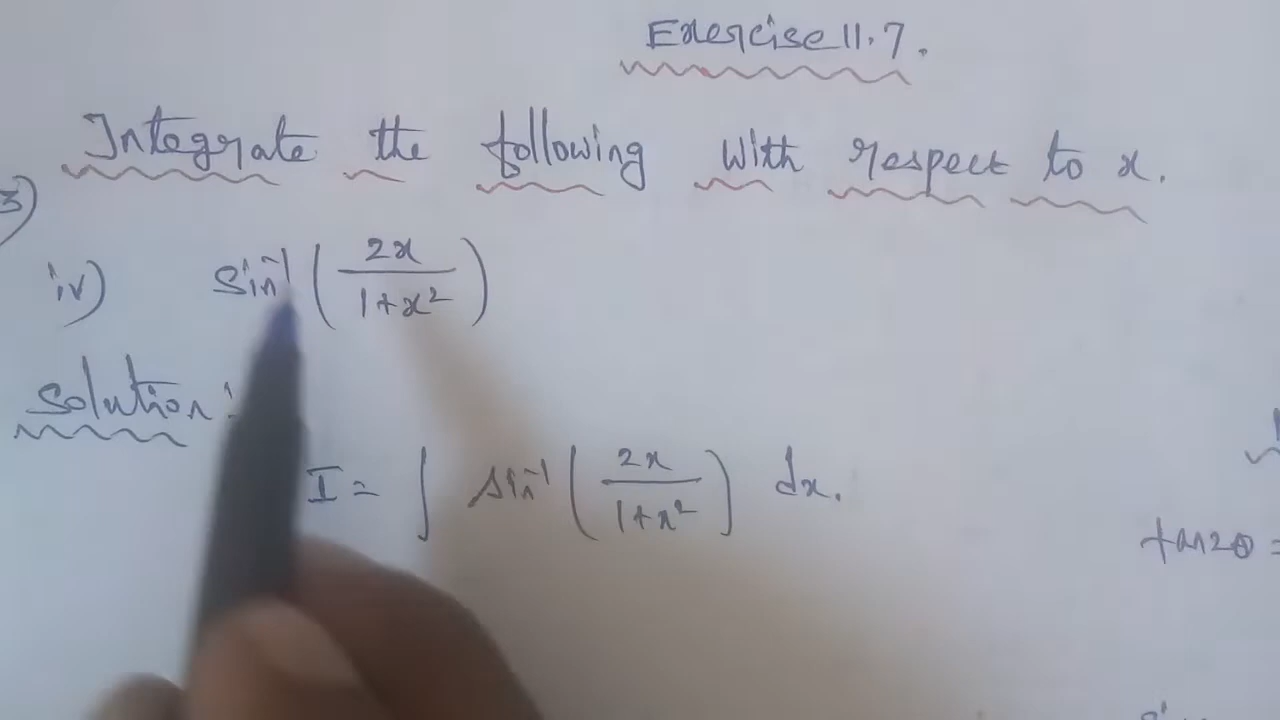 Exercise 11.7.
Integrate the following with respect to x.
3)
iv) Sin⁻¹ (2x / 1+x²)
Solution:
I = ∫ sin⁻¹ (2x / 1+x²) dx.
tan2θ =